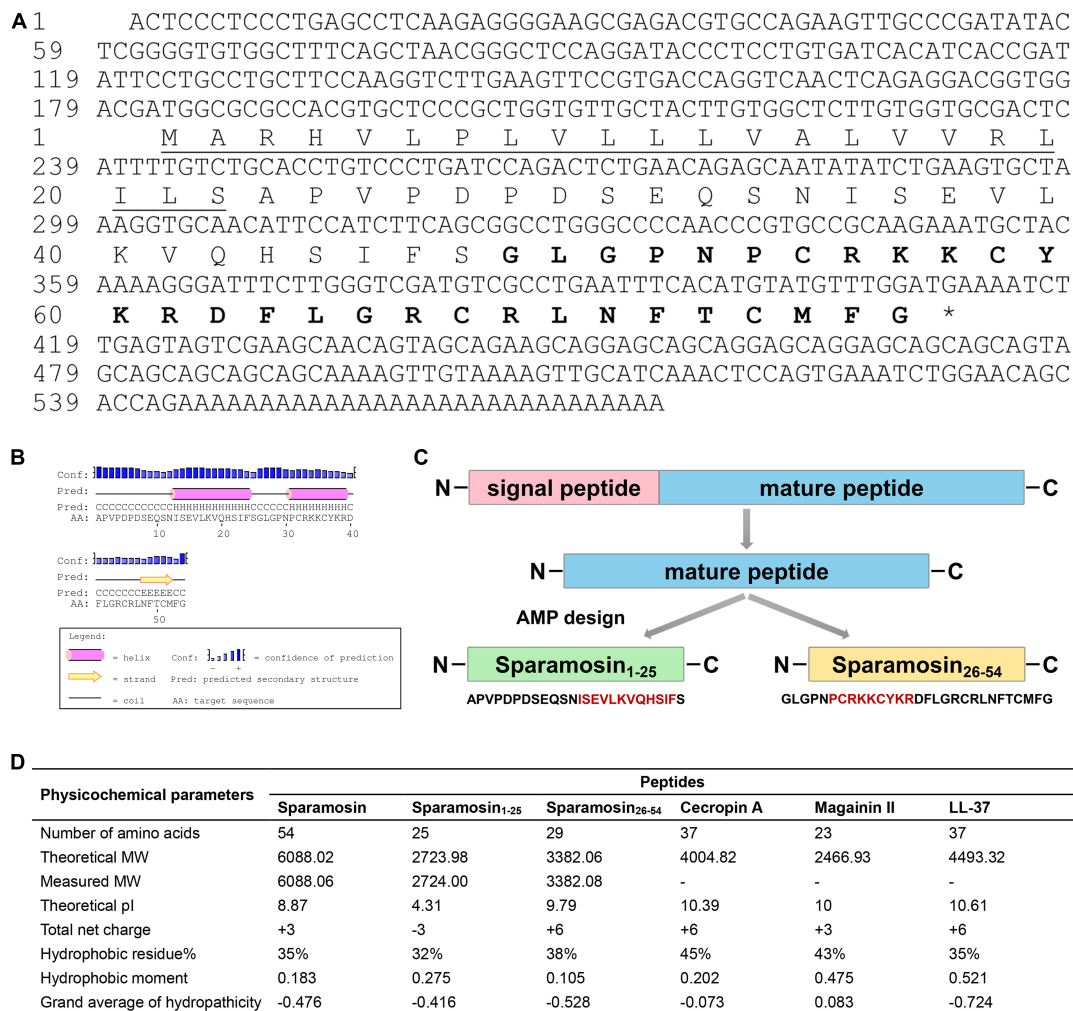 A
1 ACTCCCTCCCTGAGCCTCAAGAGGGGAAGCGAGACGTGCCAGAAGTTGCCCGATATAC
59 TCGGGGTGTGGCTTTCAGCTAACGGGCTCCAGGATACCCTCCTGTGATCACATCACCGAT
119 ATTCCTGCCTGCTTCCAAGGTCTTGAAGTTCCGTGACCAGGTCAACTCAGAGGACGGTGG
179 ACGATGGCGCGCCACGTGCTCCCGCTGGTGTTGCTACTTGTGGCTCTTGTGGTGCGACTC
1 M A R H V L P L V L L L V A L V V R L
239 ATTTTGTCTGCACCTGTCCCTGATCCAGACTCTGAACAGAGCAATATATCTGAAGTGCTA
20 I L S A P V P D P D S E Q S N I S E V L
299 AAGGTGCAACATTCCATCTTCAGCGGCCTGGGCCCCAACCCGTGCCGCAAGAAATGCTAC
40 K V Q H S I F S G L G P N P C R K K C Y
359 AAAAGGGATTTCTTGGGTCGATGTCGCCTGAATTTCACATGTATGTTTGGATGAAAATCT
60 K R D F L G R C R L N F T C M F G *
419 TGAGTAGTCGAAGCAACAGTAGCAGAAGCAGGAGCAGCAGGAGCAGGAGCAGCAGCAGTA
479 GCAGCAGCAGCAGCAAAAGTTGTAAAAGTTGCATCAAACTCCAGTGAAATCTGGAACAGC
539 ACCAGAAAAAAAAAAAAAAAAAAAAAAAAAAAAAA
B
Conf:
Pred:
Pred: CCCCCCCCCCCCHHHHHHHHHHHHCCCCCCHHHHHHHHHC
AA: APVPDPDSEQSNISEVLKVQHSIFSGLGPNPCRKKCYKRD
10 20 30 40
Conf:
Pred:
Pred: CCCCCCCEEEEECC
AA: FLGRCRLNFTCMFG
50
Legend:
= helix Conf: - + = confidence of prediction
= strand Pred: predicted secondary structure
= coil AA: target sequence
C
N signal peptide mature peptide C
N mature peptide C
AMP design
N Sparamosin1-25 C N Sparamosin26-54 C
APVPDPDSEQSNISEVLKVQHSIFS GLGPNPCRKKCYKRDFLGRCRLNFTCMFG
D
Physicochemical parameters Peptides
Sparamosin Sparamosin1-25 Sparamosin26-54 Cecropin A Magainin II LL-37
Number of amino acids 54 25 29 37 23 37
Theoretical MW 6088.02 2723.98 3382.06 4004.82 2466.93 4493.32
Measured MW 6088.06 2724.00 3382.08 - - -
Theoretical pI 8.87 4.31 9.79 10.39 10 10.61
Total net charge +3 -3 +6 +6 +3 +6
Hydrophobic residue% 35% 32% 38% 45% 43% 35%
Hydrophobic moment 0.183 0.275 0.105 0.202 0.475 0.521
Grand average of hydropathicity -0.476 -0.416 -0.528 -0.073 0.083 -0.724